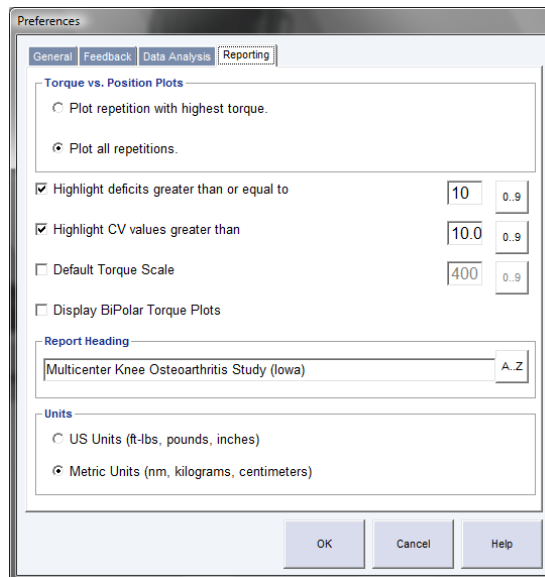 Preferences
General Feedback Data Analysis Reporting
Torque vs. Position Plots
Plot repetition with highest torque.
Plot all repetitions.
Highlight deficits greater than or equal to 10 0..9
Highlight CV values greater than 10.0 0..9
Default Torque Scale 400 0..9
Display BiPolar Torque Plots
Report Heading
Multicenter Knee Osteoarthritis Study (Iowa) A..Z
Units
US Units (ft-lbs, pounds, inches)
Metric Units (nm, kilograms, centimeters)
OK Cancel Help